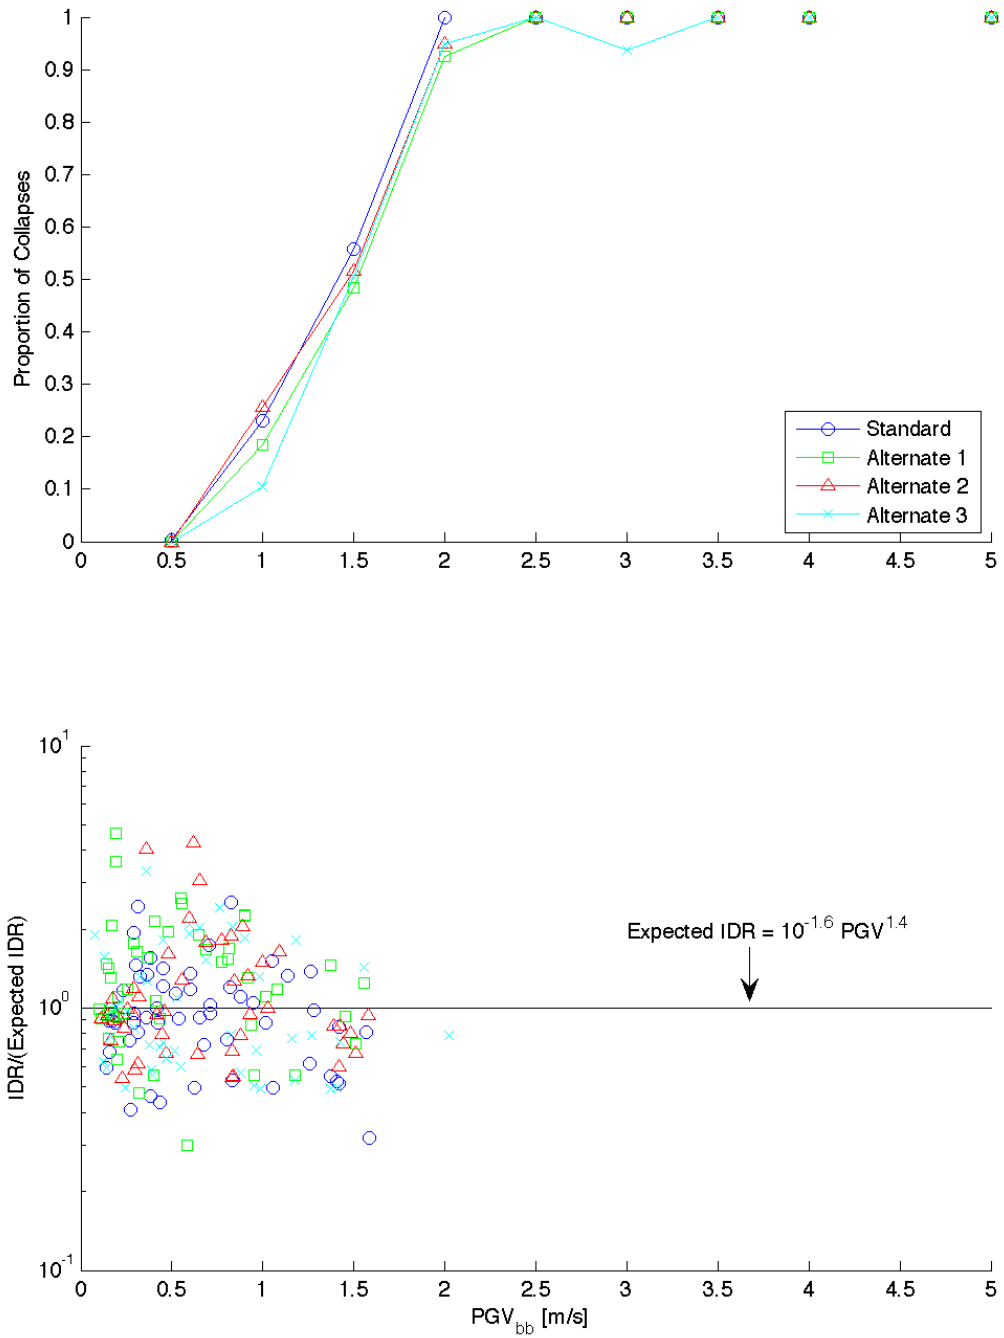 1
0.9
0.8
0.7
0.6
0.5
0.4
0.3
0.2
0.1
0
Proportion of Collapses
Standard
Alternate 1
Alternate 2
Alternate 3
0 0.5 1 1.5 2 2.5 3 3.5 4 4.5 5
10^1
10^0
10^-1
IDR/(Expected IDR)
Expected IDR = 10^-1.6 PGV^1.4
0 0.5 1 1.5 2 2.5 3 3.5 4 4.5 5
PGV_bb [m/s]